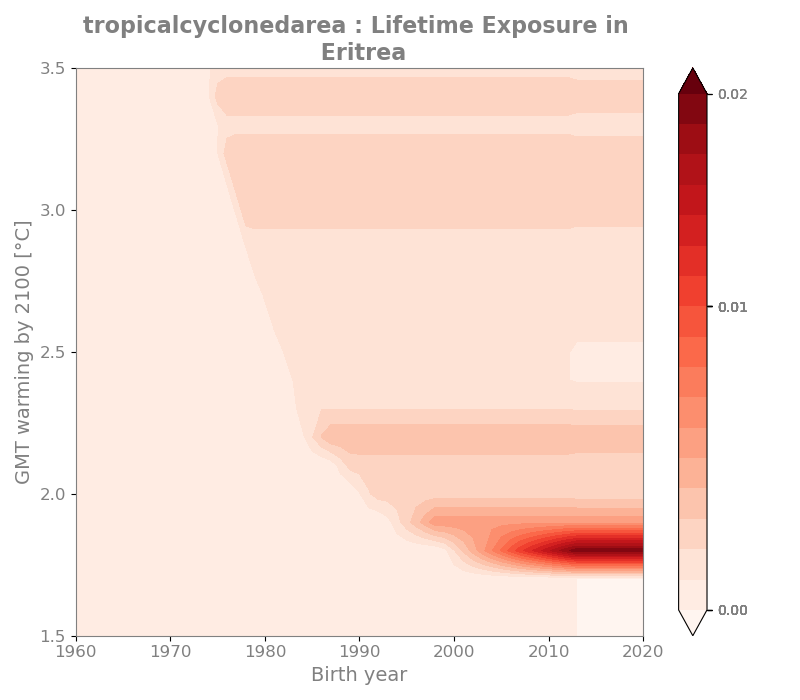 tropicalcyclonedarea : Lifetime Exposure in
Eritrea
GMT warming by 2100 [°C]
3.5
3.0
2.5
2.0
1.5
1960 1970 1980 1990 2000 2010 2020
Birth year
0.02
0.01
0.00